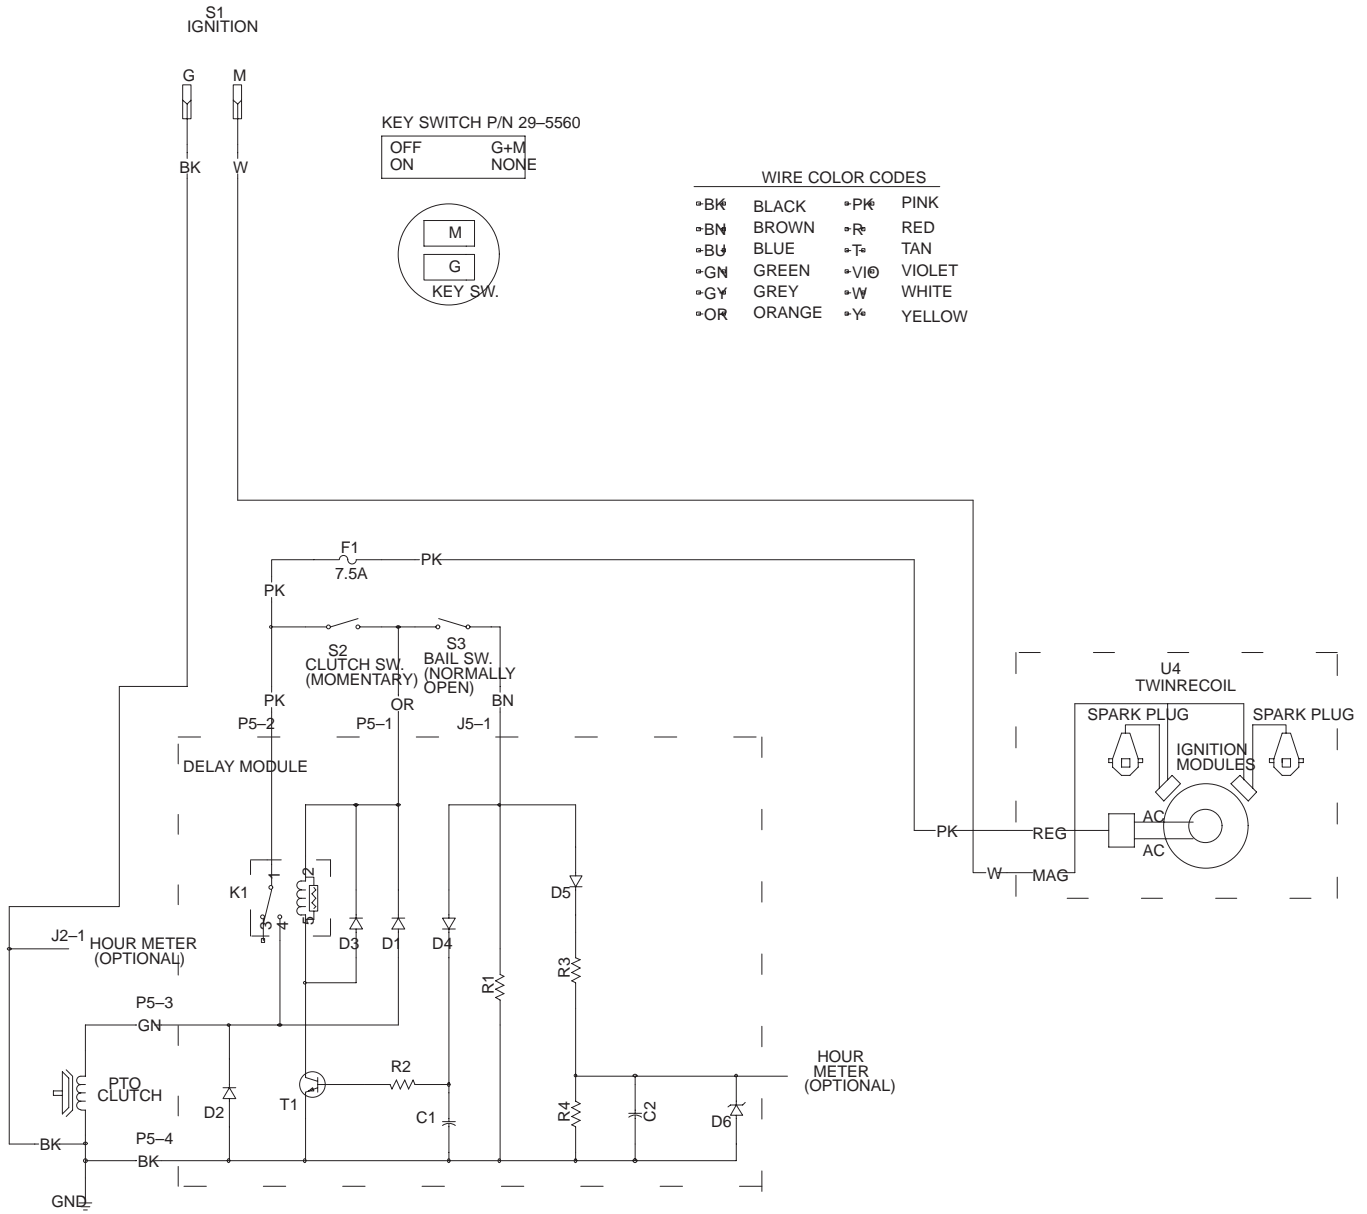 S1
IGNITION
G
M
BK
W
KEY SWITCH P/N 29–5560
OFF G+M
ON NONE
M
G
KEY SW.
WIRE COLOR CODES
BK BLACK PK PINK
BN BROWN R RED
BU BLUE T TAN
GN GREEN VIO VIOLET
GY GREY W WHITE
OR ORANGE Y YELLOW
F1
7.5A
PK
PK
S2
CLUTCH SW.
(MOMENTARY)
S3
BAIL SW.
(NORMALLY
OPEN)
PK
OR
BN
P5–2
P5–1
J5–1
DELAY MODULE
U4
TWINRECOIL
SPARK PLUG
SPARK PLUG
IGNITION
MODULES
AC
AC
PK
REG
W
MAG
K1
1
2
3
4
5
D3
D1
D4
D5
R1
R3
J2–1
HOUR METER
(OPTIONAL)
P5–3
GN
PTO
CLUTCH
D2
T1
R2
C1
R4
C2
D6
HOUR
METER
(OPTIONAL)
BK
P5–4
BK
GND